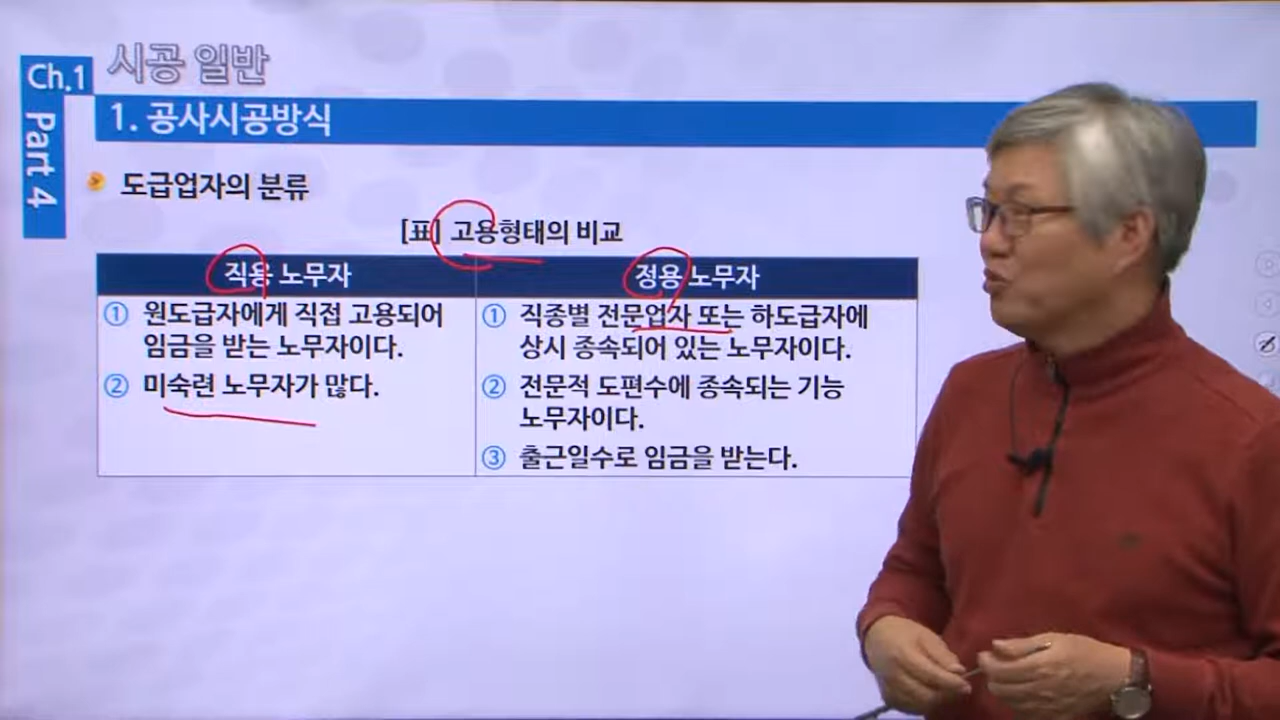 시공 일반
Ch.1
Part 4
1. 공사시공방식
도급업자의 분류
[표] 고용형태의 비교
직용 노무자
정용 노무자
① 원도급자에게 직접 고용되어
임금을 받는 노무자이다.
② 미숙련 노무자가 많다.
① 직종별 전문업자 또는 하도급자에
상시 종속되어 있는 노무자이다.
② 전문적 도편수에 종속되는 기능
노무자이다.
③ 출근일수로 임금을 받는다.